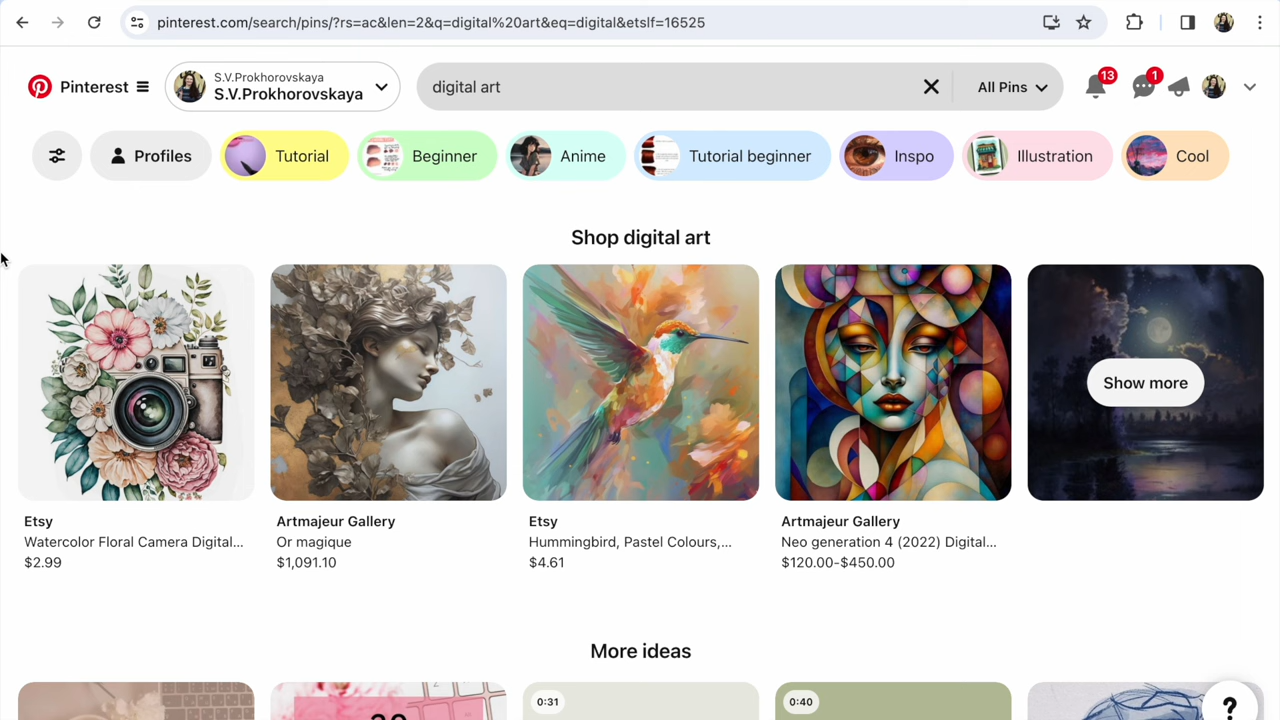 pinterest.com/search/pins/?rs=ac&len=2&q=digital%20art&eq=digital&etslf=16525
Pinterest
S.V.Prokhorovskaya
S.V.Prokhorovskaya
digital art
All Pins
13
1
Profiles
Tutorial
Beginner
Anime
Tutorial beginner
Inspo
Illustration
Cool
Shop digital art
Show more
Etsy
Watercolor Floral Camera Digital...
$2.99
Artmajeur Gallery
Or magique
$1,091.10
Etsy
Hummingbird, Pastel Colours,...
$4.61
Artmajeur Gallery
Neo generation 4 (2022) Digital...
$120.00-$450.00
More ideas
0:31
0:40
?